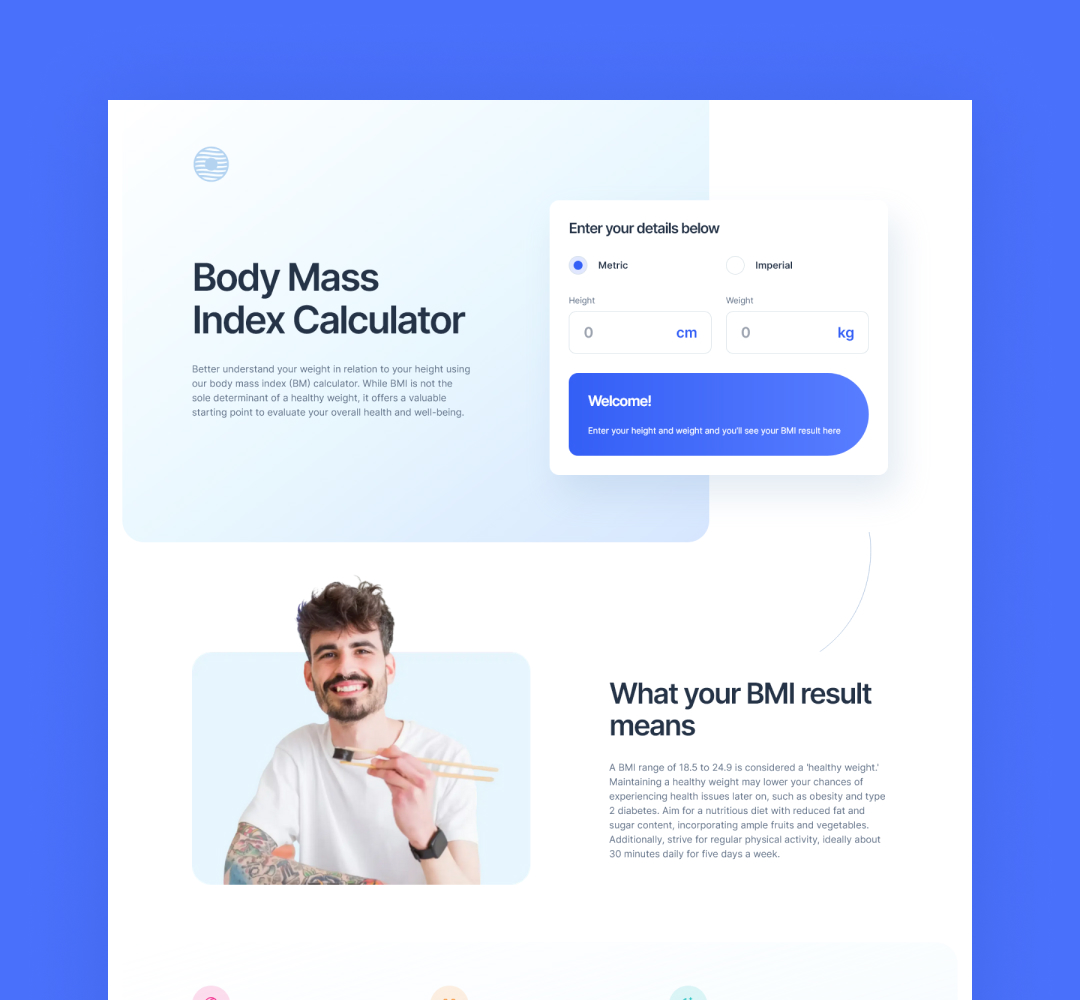 Body Mass
Index Calculator
Better understand your weight in relation to your height using
our body mass index (BM) calculator. While BMI is not the
sole determinant of a healthy weight, it offers a valuable
starting point to evaluate your overall health and well-being.
Enter your details below
Metric
Imperial
Height
Weight
0 cm
0 kg
Welcome!
Enter your height and weight and you'll see your BMI result here
What your BMI result
means
A BMI range of 18.5 to 24.9 is considered a 'healthy weight.'
Maintaining a healthy weight may lower your chances of
experiencing health issues later on, such as obesity and type
2 diabetes. Aim for a nutritious diet with reduced fat and
sugar content, incorporating ample fruits and vegetables.
Additionally, strive for regular physical activity, ideally about
30 minutes daily for five days a week.